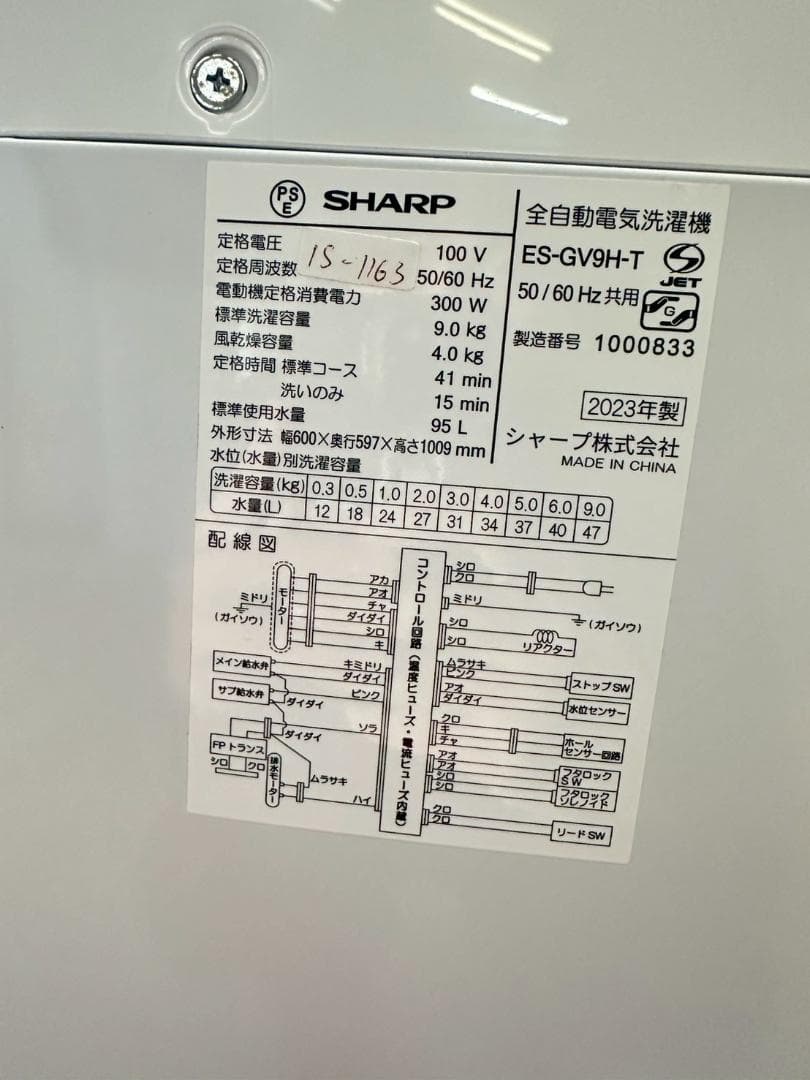 PSE SHARP
定格電圧 100 V
定格周波数 50/60 Hz
IS-1163
電動機定格消費電力 300 W
標準洗濯容量 9.0 kg
風乾燥容量 4.0 kg
定格時間 標準コース 41 min
洗いのみ 15 min
標準使用水量 95 L
外形寸法 幅600×奥行597×高さ1009 mm
水位(水量)別洗濯容量
全自動電気洗濯機
ES-GV9H-T
JET
50/60 Hz共用
G
製造番号 1000833
2023年製
シャープ株式会社
MADE IN CHINA
洗濯容量(kg) 0.3 0.5 1.0 2.0 3.0 4.0 5.0 6.0 9.0
水量(L) 12 18 24 27 31 34 37 40 47
配線図
ミドリ
(ガイソウ)
モーター
アカ
アオ
チャ
ダイダイ
シロ
キ
メイン給水弁
キミドリ
ダイダイ
サブ給水弁
ピンク
ダイダイ
ソラ
ダイダイ
FPトランス
シロ クロ
排水モーター
ムラサキ
ハイ
コントロール回路(温度ヒューズ・電流ヒューズ内蔵)
シロ
クロ
ミドリ
(ガイソウ)
シロ
シロ
リアクター
ムラサキ
ピンク
ストップSW
アオ
ダイダイ
水位センサー
クロ
キ
チャ
ホール
センサー回路
アオ
アオ
フタロック
SW
シロ
シロ
フタロック
ソレノイド
クロ
クロ
リードSW